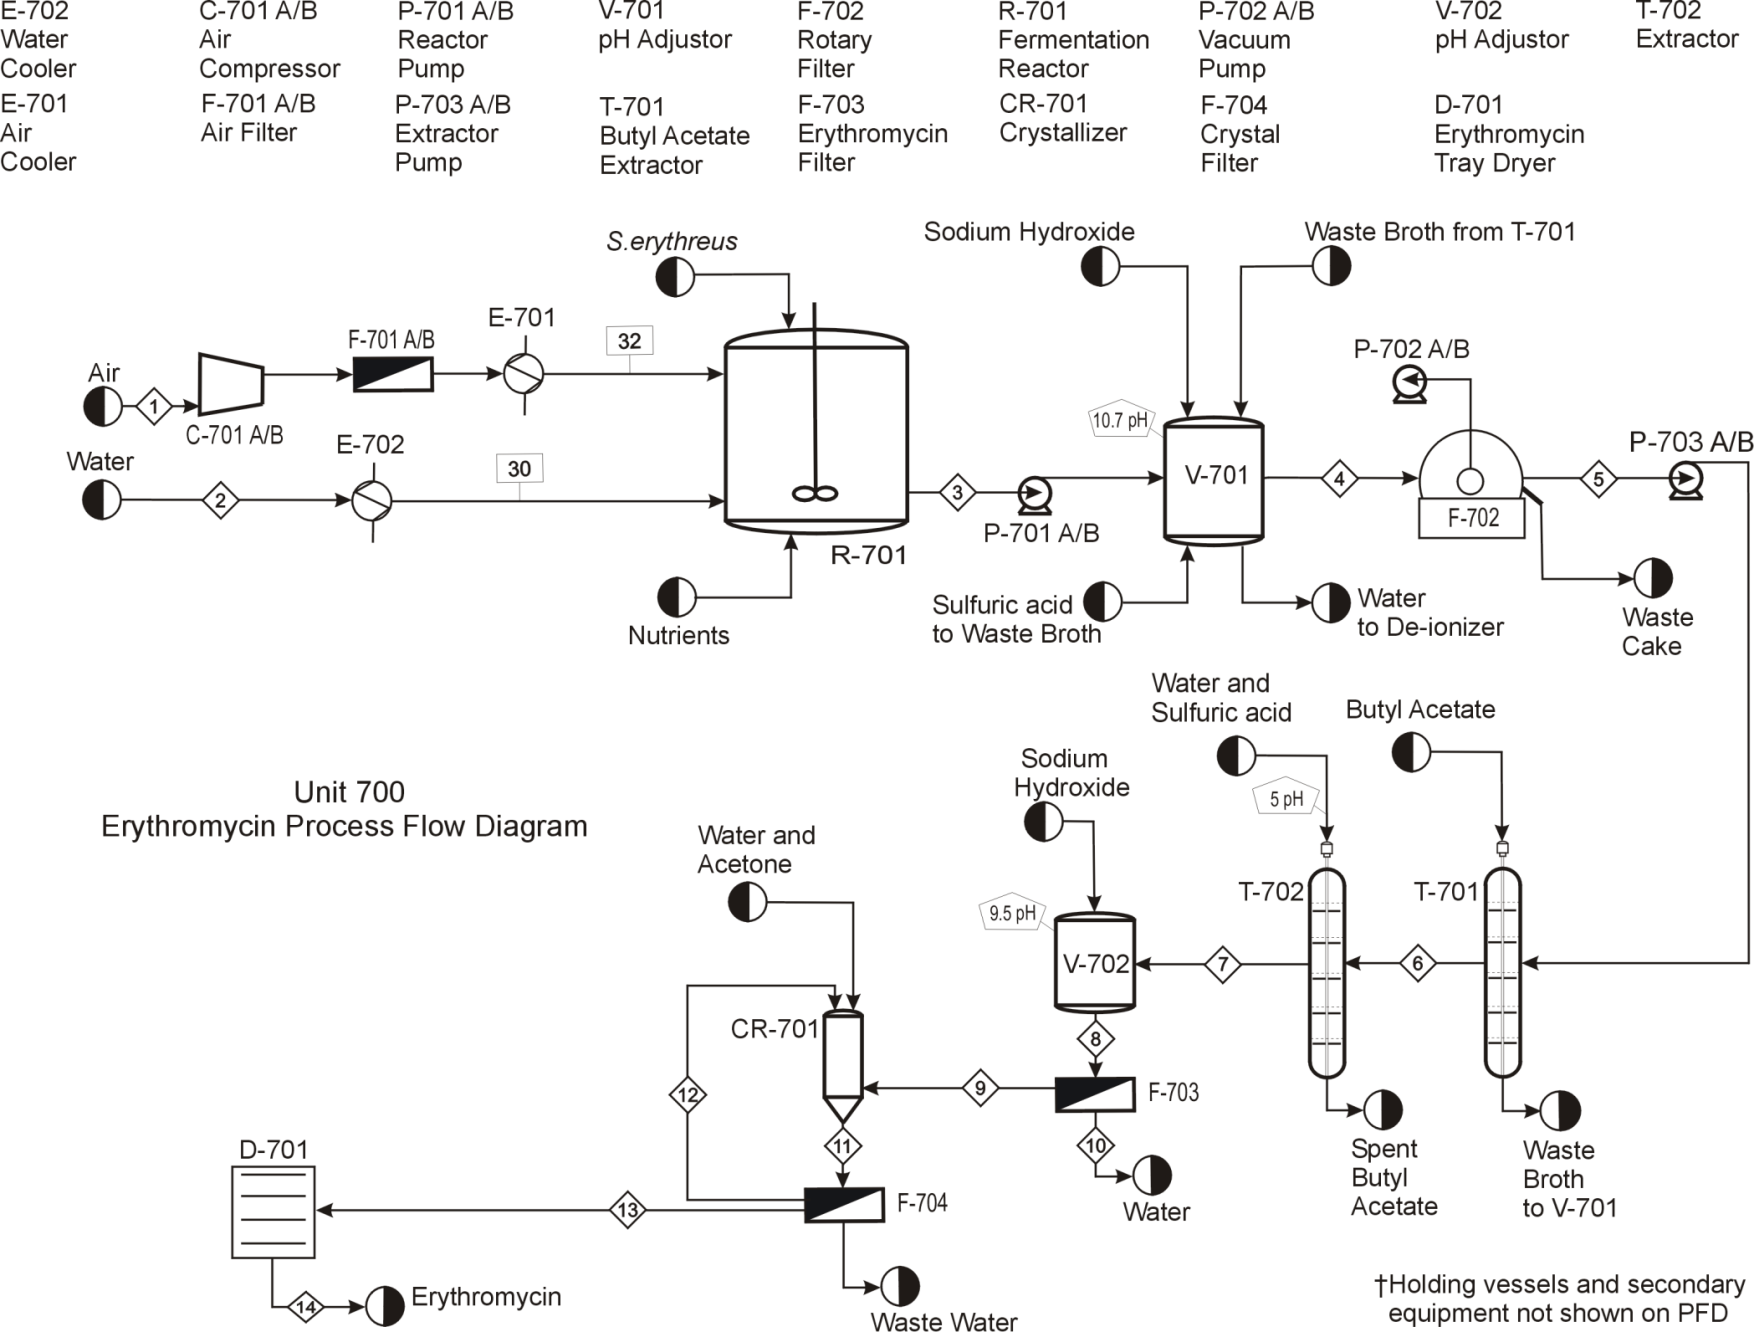 E-702
Water
Cooler
C-701 A/B
Air
Compressor
P-701 A/B
Reactor
Pump
V-701
pH Adjustor
F-702
Rotary
Filter
R-701
Fermentation
Reactor
P-702 A/B
Vacuum
Pump
V-702
pH Adjustor
T-702
Extractor
E-701
Air
Cooler
F-701 A/B
Air Filter
P-703 A/B
Extractor
Pump
T-701
Butyl Acetate
Extractor
F-703
Erythromycin
Filter
CR-701
Crystallizer
F-704
Crystal
Filter
D-701
Erythromycin
Tray Dryer
S.erythreus
Sodium Hydroxide
Waste Broth from T-701
E-701
32
F-701 A/B
Air
1
C-701 A/B
P-702 A/B
10.7 pH
P-703 A/B
E-702
Water
30
2
3
P-701 A/B
V-701
4
F-702
5
R-701
Nutrients
Sulfuric acid
to Waste Broth
Water
to De-ionizer
Waste
Cake
Water and
Sulfuric acid
Butyl Acetate
Sodium
Hydroxide
5 pH
Unit 700
Erythromycin Process Flow Diagram
Water and
Acetone
T-702
T-701
9.5 pH
V-702
7
6
CR-701
8
12
9
F-703
11
10
D-701
Spent
Butyl
Acetate
Waste
Broth
to V-701
13
F-704
Water
14
Erythromycin
Waste Water
†Holding vessels and secondary
equipment not shown on PFD